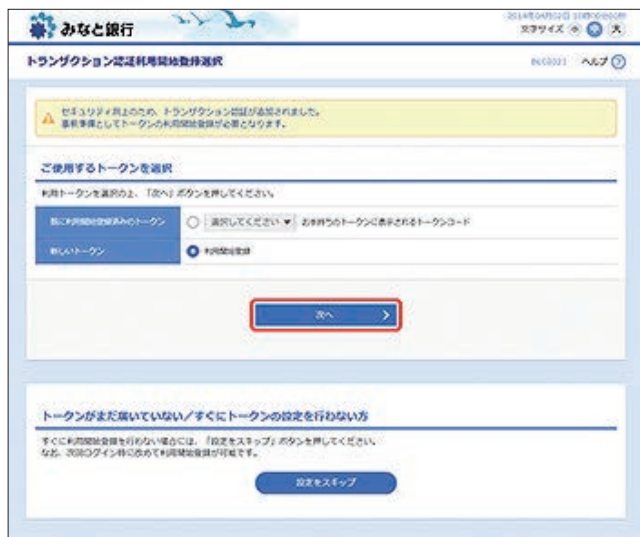 みなと銀行
文字サイズ 小 中 大
トランザクション認証利用開始登録選択
ヘルプ ?
セキュリティ向上のため、トランザクション認証が追加されました。
事前準備としてトークンの利用開始登録が必要となります。
ご使用するトークンを選択
利用トークンを選択の上、「次へ」ボタンを押してください。
既に利用開始登録済みのトークン 選択してください ▼ お手持ちのトークンに表示されるトークンコード
新しいトークン 利用開始登録
次へ
トークンがまだ届いていない/すぐにトークンの設定を行わない方
すぐに利用開始登録を行わない場合には、「設定をスキップ」ボタンを押してください。
なお、次回ログイン時に改めて利用開始登録が可能です。
設定をスキップ